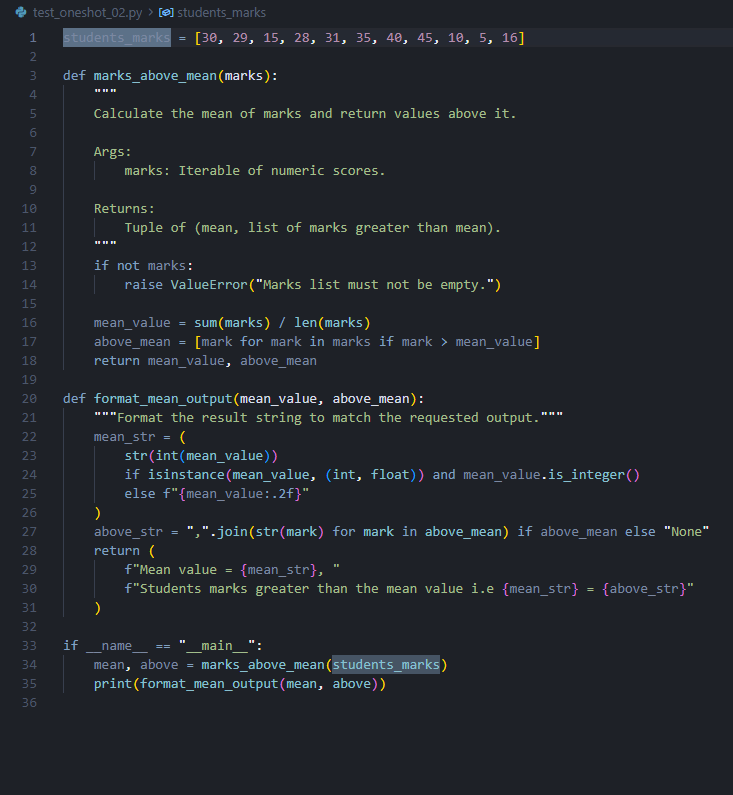 test_oneshot_02.py > students_marks
1 students_marks = [30, 29, 15, 28, 31, 35, 40, 45, 10, 5, 16]
2
3 def marks_above_mean(marks):
4     """
5     Calculate the mean of marks and return values above it.
6
7     Args:
8         marks: Iterable of numeric scores.
9
10     Returns:
11         Tuple of (mean, list of marks greater than mean).
12     """
13     if not marks:
14         raise ValueError("Marks list must not be empty.")
15
16     mean_value = sum(marks) / len(marks)
17     above_mean = [mark for mark in marks if mark > mean_value]
18     return mean_value, above_mean
19
20 def format_mean_output(mean_value, above_mean):
21     """Format the result string to match the requested output."""
22     mean_str = (
23         str(int(mean_value))
24         if isinstance(mean_value, (int, float)) and mean_value.is_integer()
25         else f"{mean_value:.2f}"
26     )
27     above_str = ",".join(str(mark) for mark in above_mean) if above_mean else "None"
28     return (
29         f"Mean value = {mean_str}, "
30         f"Students marks greater than the mean value i.e {mean_str} = {above_str}"
31     )
32
33 if __name__ == "__main__":
34     mean, above = marks_above_mean(students_marks)
35     print(format_mean_output(mean, above))
36